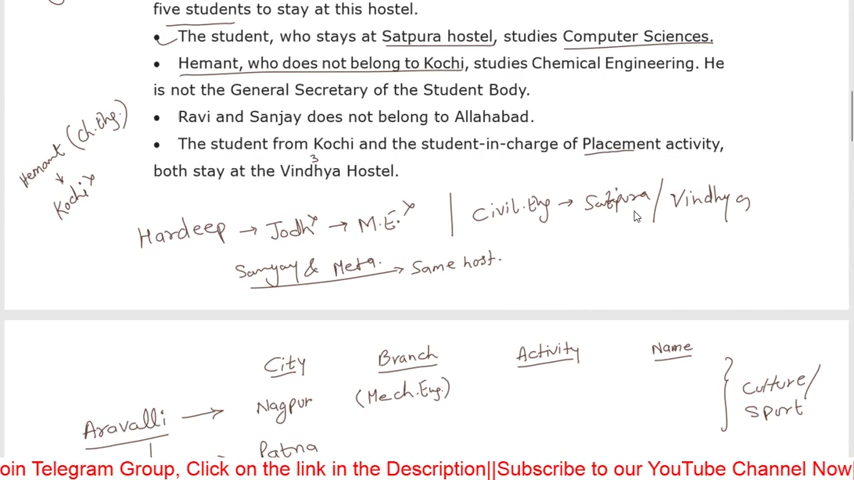 five students to stay at this hostel.
• The student, who stays at Satpura hostel, studies Computer Sciences.
• Hemant, who does not belong to Kochi, studies Chemical Engineering. He
is not the General Secretary of the Student Body.
• Ravi and Sanjay does not belong to Allahabad.
• The student from Kochi and the student-in-charge of Placement activity,
3
both stay at the Vindhya Hostel.
Hemant (Ch.Eng.)
Kochi x
Hardeep → Jodh x → M.E. x | Civil.Eng → Satpura / Vindhya
Sanjay & Meta. → Same host.
City Branch Activity Name
Aravalli → Nagpur (Mech.Eng.) } Culture/
Sport
Patna
oin Telegram Group, Click on the link in the Description||Subscribe to our YouTube Channel Now